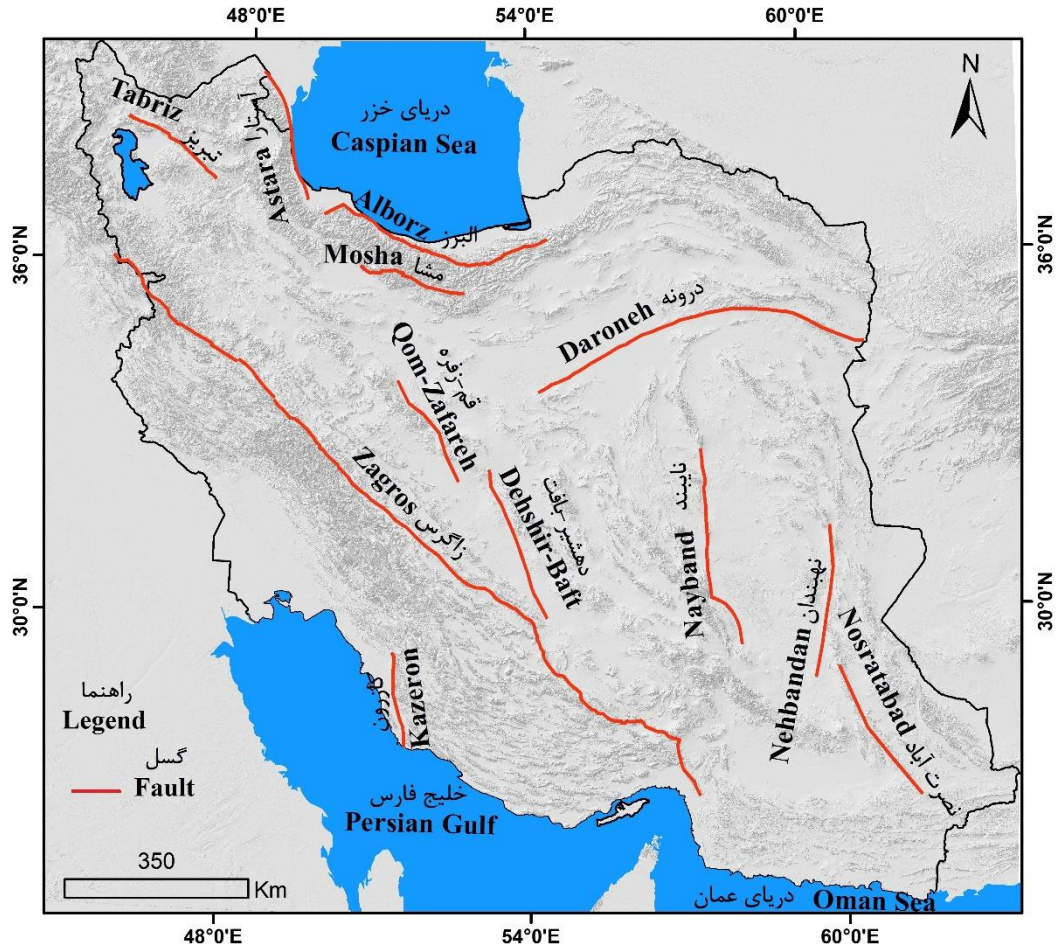 48°0'E
54°0'E
60°0'E
N
Tabriz
تبریز
آستارا
Astara
دریای خزر
Caspian Sea
36°0'N
36°0'N
Alborz
البرز
Mosha مشا
Daroneh درونه
قم-زفره
Qom-Zafareh
Zagros زاگرس
دهشیر-بافت
Dehshir-Baft
نایبند
Nayband
نهبندان
Nehbandan
Nosratabad نصرت آباد
30°0'N
30°0'N
کازرون
Kazeron
راهنما
Legend
گسل
Fault
خلیج فارس
Persian Gulf
350
Km
دریای عمان Oman Sea
48°0'E
54°0'E
60°0'E